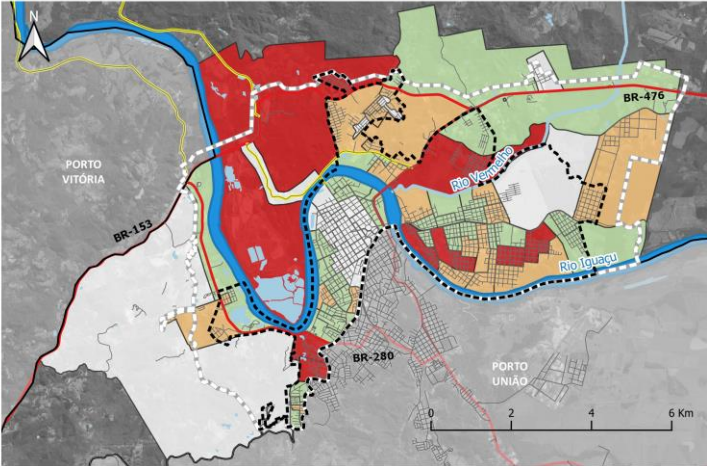 N
BR-476
PORTO
VITÓRIA
Rio Vermelho
BR-153
Rio Iguaçu
BR-280
PORTO
UNIÃO
0 2 4 6 Km